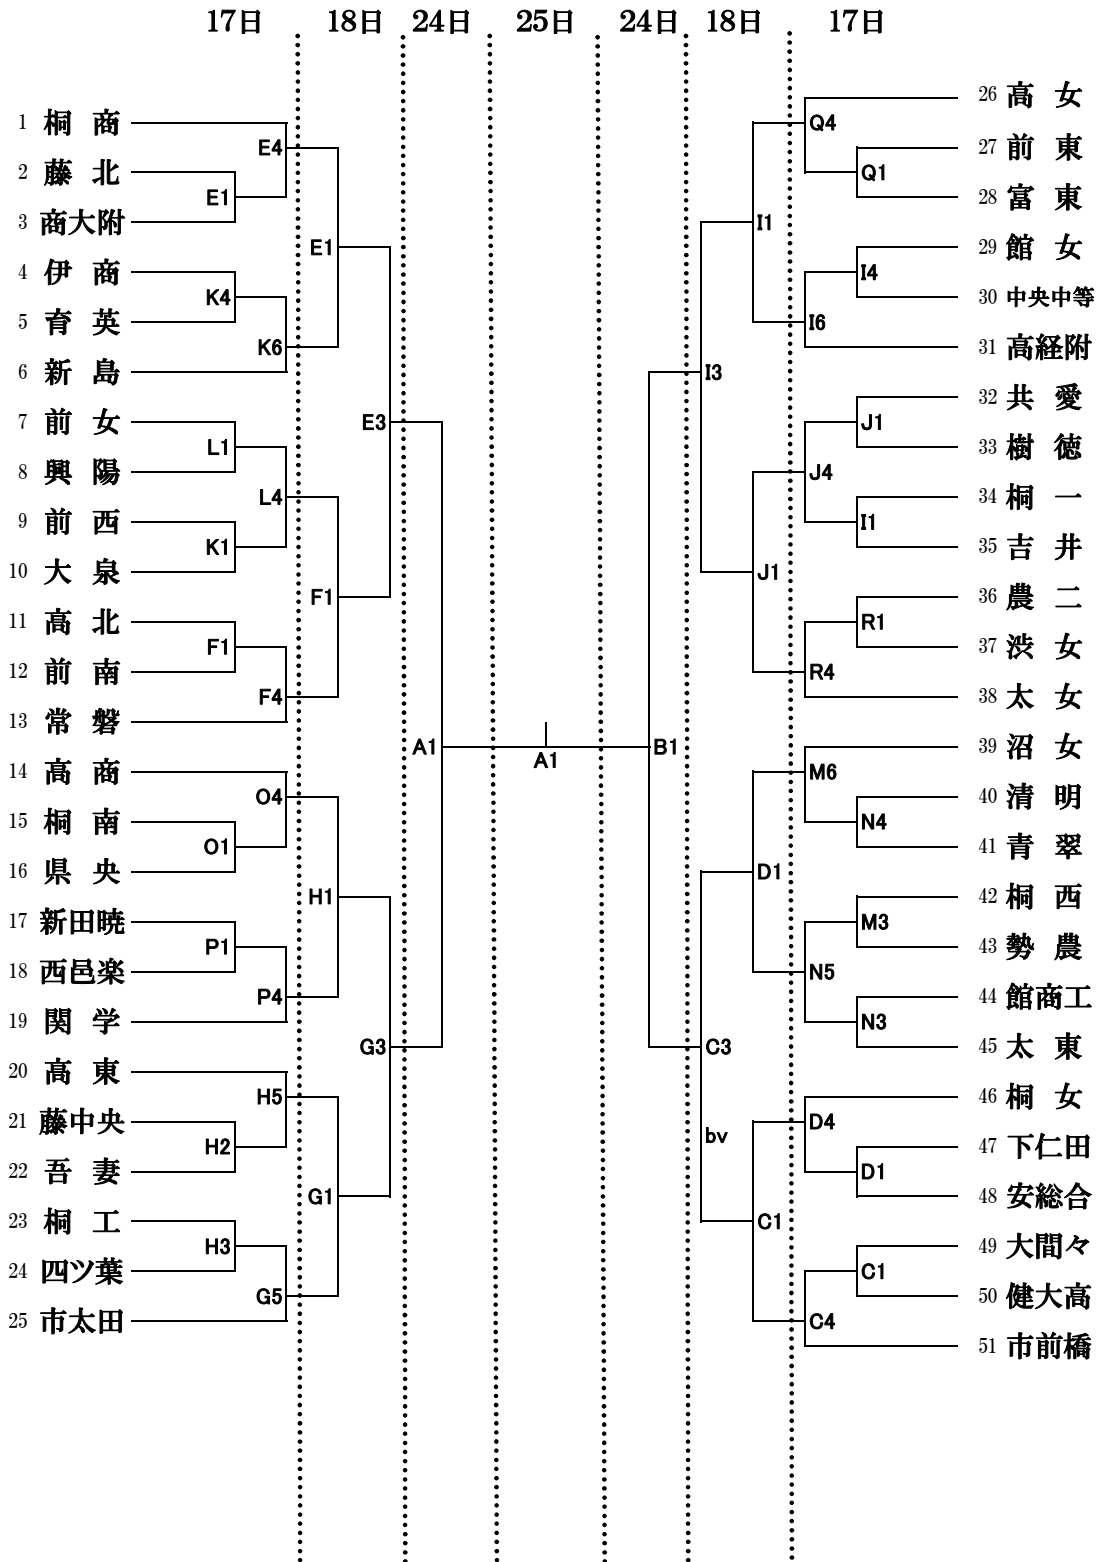 17日 18日 24日 25日 24日 18日 17日
1 桐 商
2 藤 北
3 商大附
4 伊 商
5 育 英
6 新 島
7 前 女
8 興 陽
9 前 西
10 大 泉
11 高 北
12 前 南
13 常 磐
14 高 商
15 桐 南
16 県 央
17 新田暁
18 西邑楽
19 関 学
20 高 東
21 藤中央
22 吾 妻
23 桐 工
24 四ツ葉
25 市太田
E4
E1
K4
K6
L1
L4
K1
F1
F4
O4
O1
P1
P4
H5
H2
H3
G5
E1
F1
H1
G1
E3
G3
A1
A1
B1
I3
C3
bv
I1
J1
D1
C1
Q4
Q1
I4
I6
J1
J4
I1
R1
R4
M6
N4
M3
N5
N3
D4
D1
C1
C4
26 高 女
27 前 東
28 富 東
29 館 女
30 中央中等
31 高経附
32 共 愛
33 樹 徳
34 桐 一
35 吉 井
36 農 二
37 渋 女
38 太 女
39 沼 女
40 清 明
41 青 翠
42 桐 西
43 勢 農
44 館商工
45 太 東
46 桐 女
47 下仁田
48 安総合
49 大間々
50 健大高
51 市前橋